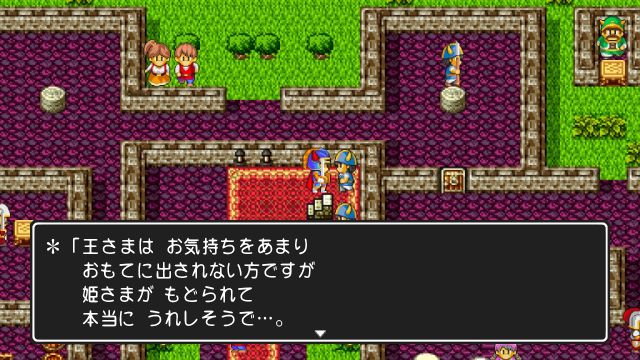 ＊「王さまは お気持ちをあまり
おもてに出されない方ですが
姫さまが もどられて
本当に うれしそうで…。